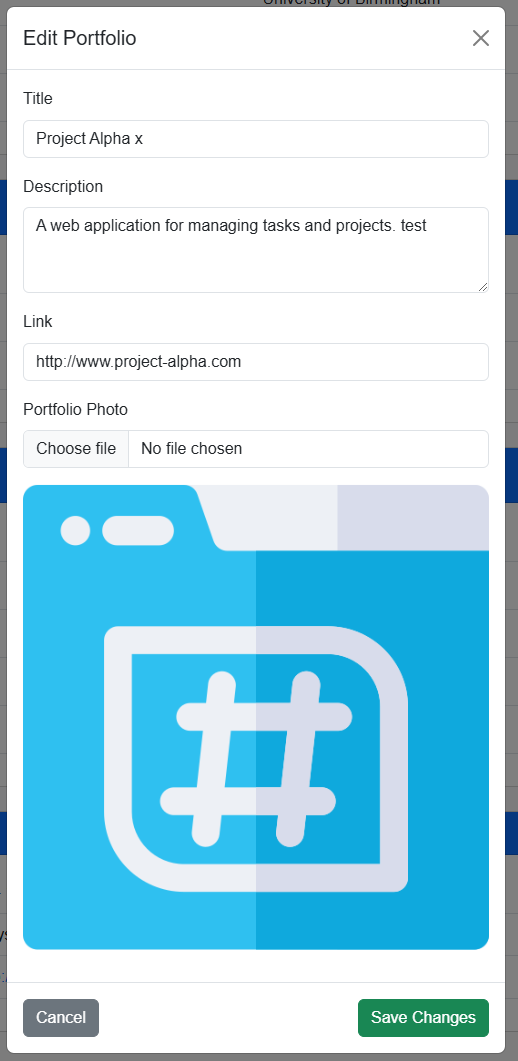 University of Birmingham
Edit Portfolio
Title
Project Alpha x
Description
A web application for managing tasks and projects. test
Link
http://www.project-alpha.com
Portfolio Photo
Choose file No file chosen
#
Cancel Save Changes